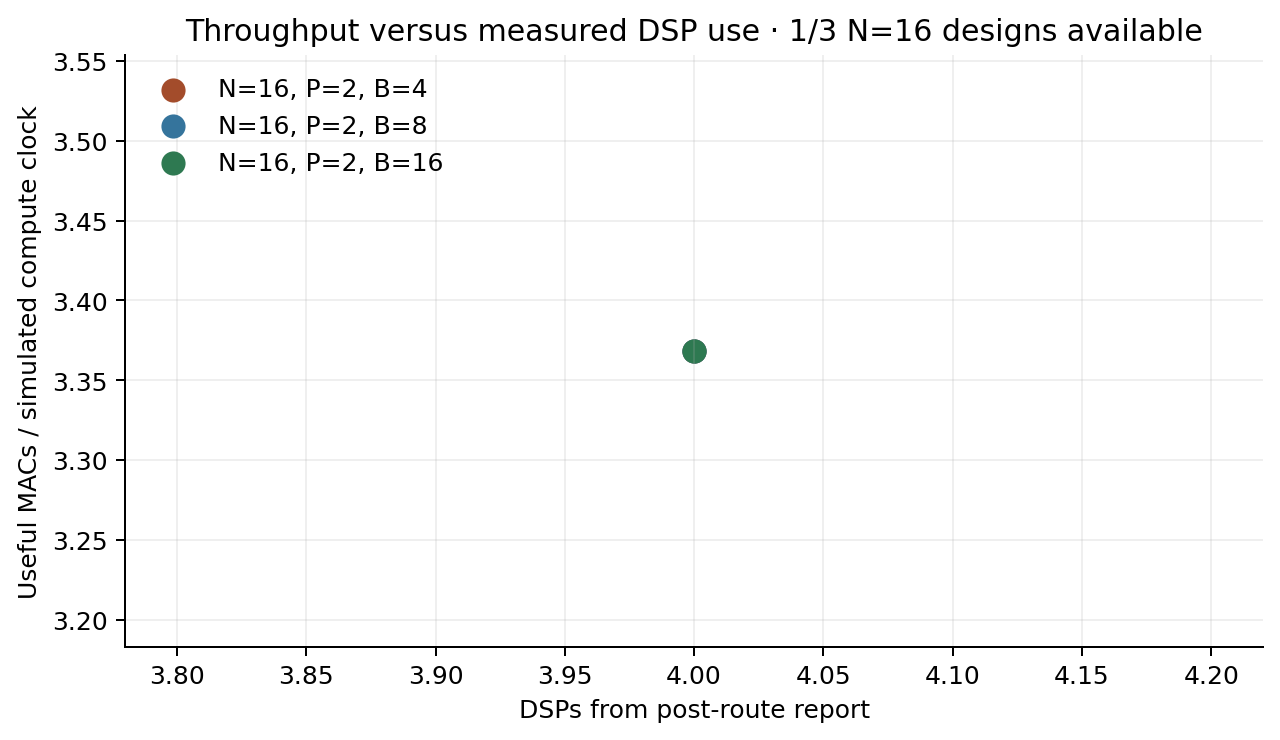 Throughput versus measured DSP use · 1/3 N=16 designs available
Useful MACs / simulated compute clock
3.55
3.50
3.45
3.40
3.35
3.30
3.25
3.20
N=16, P=2, B=4
N=16, P=2, B=8
N=16, P=2, B=16
3.80 3.85 3.90 3.95 4.00 4.05 4.10 4.15 4.20
DSPs from post-route report